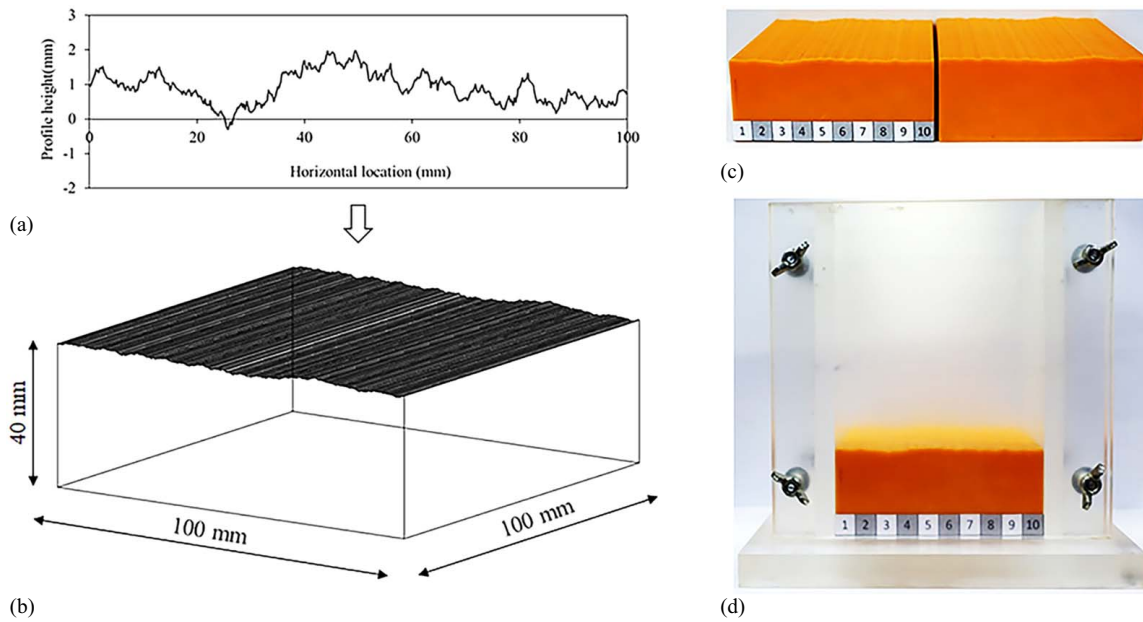 3
2
1
0
-1
-2
Profile height(mm)
0 20 40 60 80 100
Horizontal location (mm)
(a)
40 mm
100 mm
100 mm
(b)
1 2 3 4 5 6 7 8 9 10
(c)
1 2 3 4 5 6 7 8 9 10
(d)